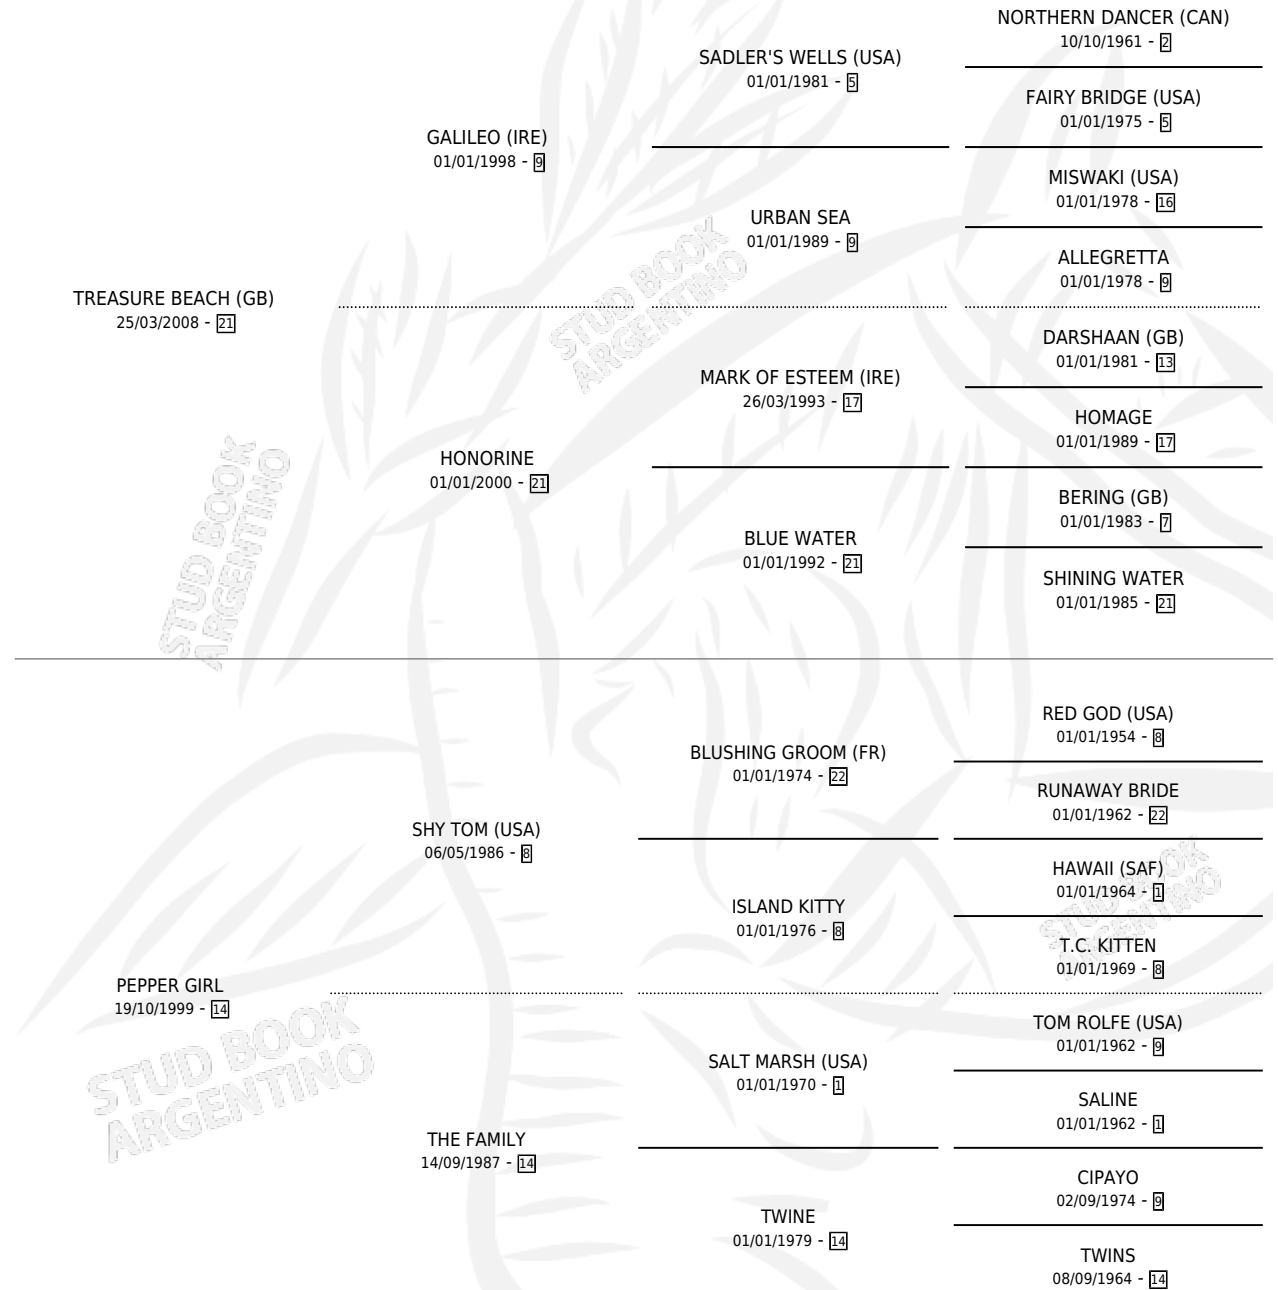 NORTHERN DANCER (CAN)
10/10/1961 - 2
SADLER'S WELLS (USA)
01/01/1981 - 5
FAIRY BRIDGE (USA)
01/01/1975 - 5
GALILEO (IRE)
01/01/1998 - 9
MISWAKI (USA)
01/01/1978 - 16
URBAN SEA
01/01/1989 - 9
ALLEGRETTA
01/01/1978 - 9
TREASURE BEACH (GB)
25/03/2008 - 21
STUD BOOK
ARGENTINO
DARSHAAN (GB)
01/01/1981 - 13
MARK OF ESTEEM (IRE)
26/03/1993 - 17
HOMAGE
01/01/1989 - 17
HONORINE
01/01/2000 - 21
BERING (GB)
01/01/1983 - 7
BLUE WATER
01/01/1992 - 21
SHINING WATER
01/01/1985 - 21
STUD BOOK
ARGENTINO
RED GOD (USA)
01/01/1954 - 8
BLUSHING GROOM (FR)
01/01/1974 - 22
RUNAWAY BRIDE
01/01/1962 - 22
SHY TOM (USA)
06/05/1986 - 8
HAWAII (SAF)
01/01/1964 - 1
ISLAND KITTY
01/01/1976 - 8
STUD BOOK
ARGENTINO
T.C. KITTEN
01/01/1969 - 8
PEPPER GIRL
19/10/1999 - 14
STUD BOOK
ARGENTINO
TOM ROLFE (USA)
01/01/1962 - 9
SALT MARSH (USA)
01/01/1970 - 1
SALINE
01/01/1962 - 1
THE FAMILY
14/09/1987 - 14
CIPAYO
02/09/1974 - 9
TWINE
01/01/1979 - 14
TWINS
08/09/1964 - 14